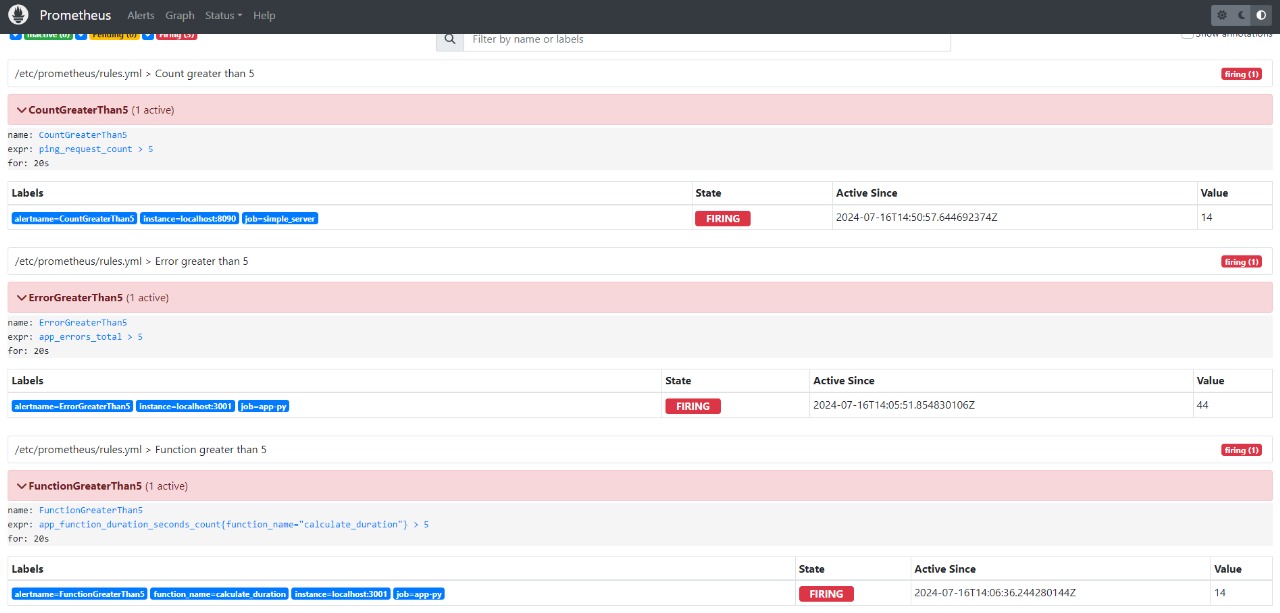 Prometheus Alerts Graph Status Help
Inactive (0) Pending (0) Firing (3) Filter by name or labels Show annotations
/etc/prometheus/rules.yml > Count greater than 5 firing (1)
CountGreaterThan5 (1 active)
name: CountGreaterThan5
expr: ping_request_count > 5
for: 20s
Labels State Active Since Value
alertname=CountGreaterThan5 instance=localhost:8090 job=simple_server FIRING 2024-07-16T14:50:57.644692374Z 14
/etc/prometheus/rules.yml > Error greater than 5 firing (1)
ErrorGreaterThan5 (1 active)
name: ErrorGreaterThan5
expr: app_errors_total > 5
for: 20s
Labels State Active Since Value
alertname=ErrorGreaterThan5 instance=localhost:3001 job=app-py FIRING 2024-07-16T14:05:51.854830106Z 44
/etc/prometheus/rules.yml > Function greater than 5 firing (1)
FunctionGreaterThan5 (1 active)
name: FunctionGreaterThan5
expr: app_function_duration_seconds_count{function_name="calculate_duration"} > 5
for: 20s
Labels State Active Since Value
alertname=FunctionGreaterThan5 function_name=calculate_duration instance=localhost:3001 job=app-py FIRING 2024-07-16T14:06:36.244280144Z 14